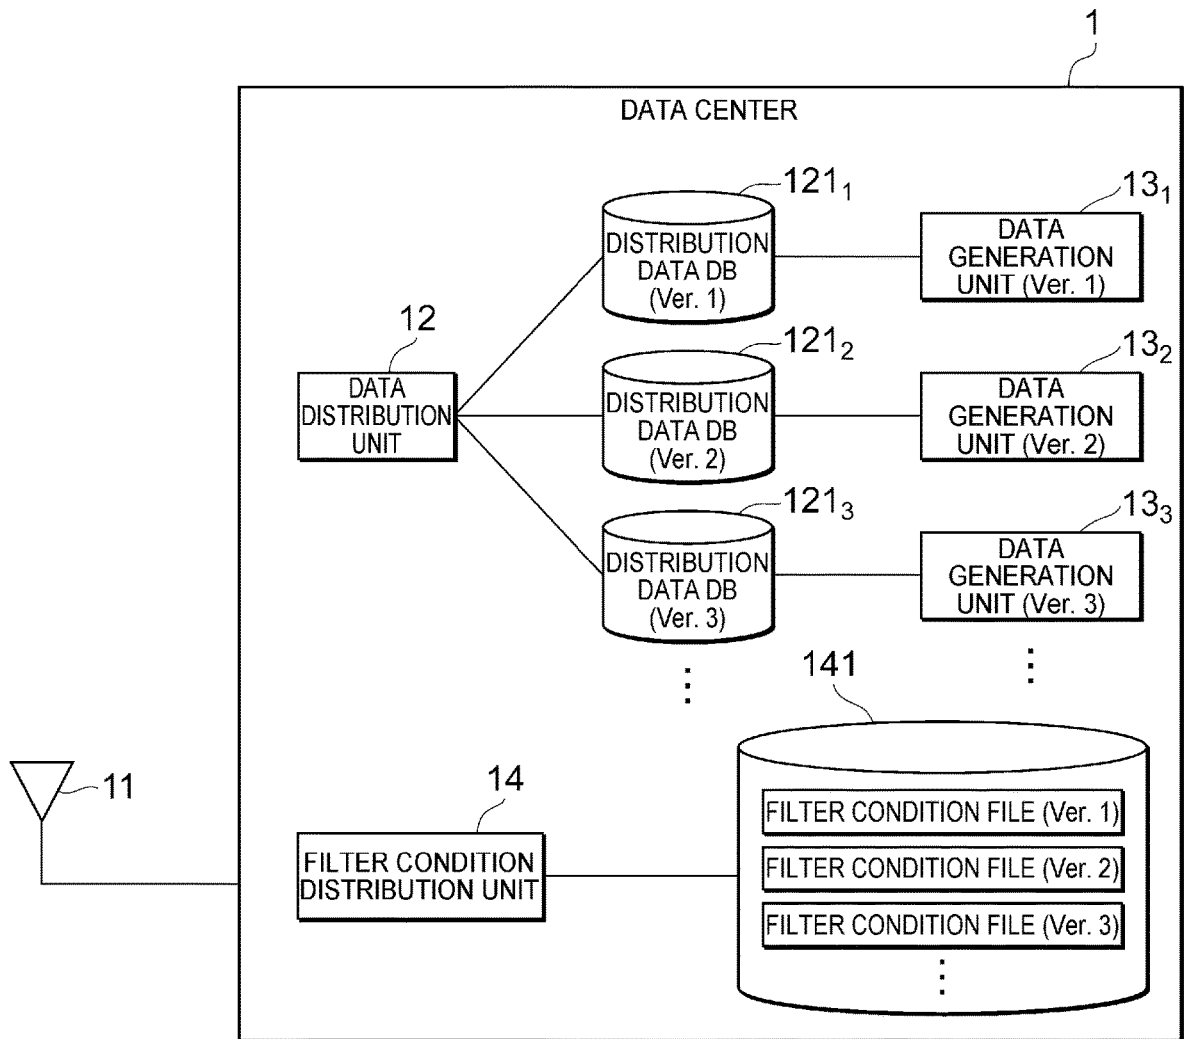 1
DATA CENTER
121₁
13₁
DISTRIBUTION
DATA DB
(Ver. 1)
DATA
GENERATION
UNIT (Ver. 1)
12
121₂
13₂
DATA
DISTRIBUTION
UNIT
DISTRIBUTION
DATA DB
(Ver. 2)
DATA
GENERATION
UNIT (Ver. 2)
121₃
13₃
DISTRIBUTION
DATA DB
(Ver. 3)
DATA
GENERATION
UNIT (Ver. 3)
141
11
14
FILTER CONDITION
DISTRIBUTION UNIT
FILTER CONDITION FILE (Ver. 1)
FILTER CONDITION FILE (Ver. 2)
FILTER CONDITION FILE (Ver. 3)